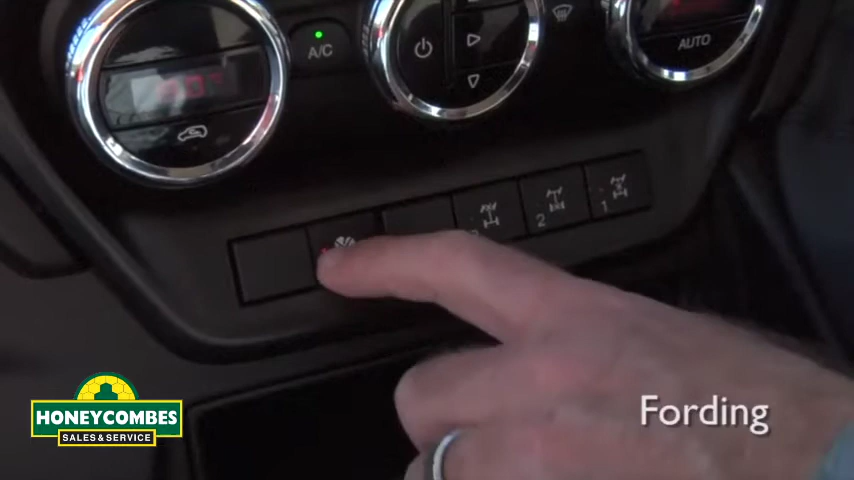 A/C
AUTO
2
1
HONEYCOMBES
SALES & SERVICE
Fording